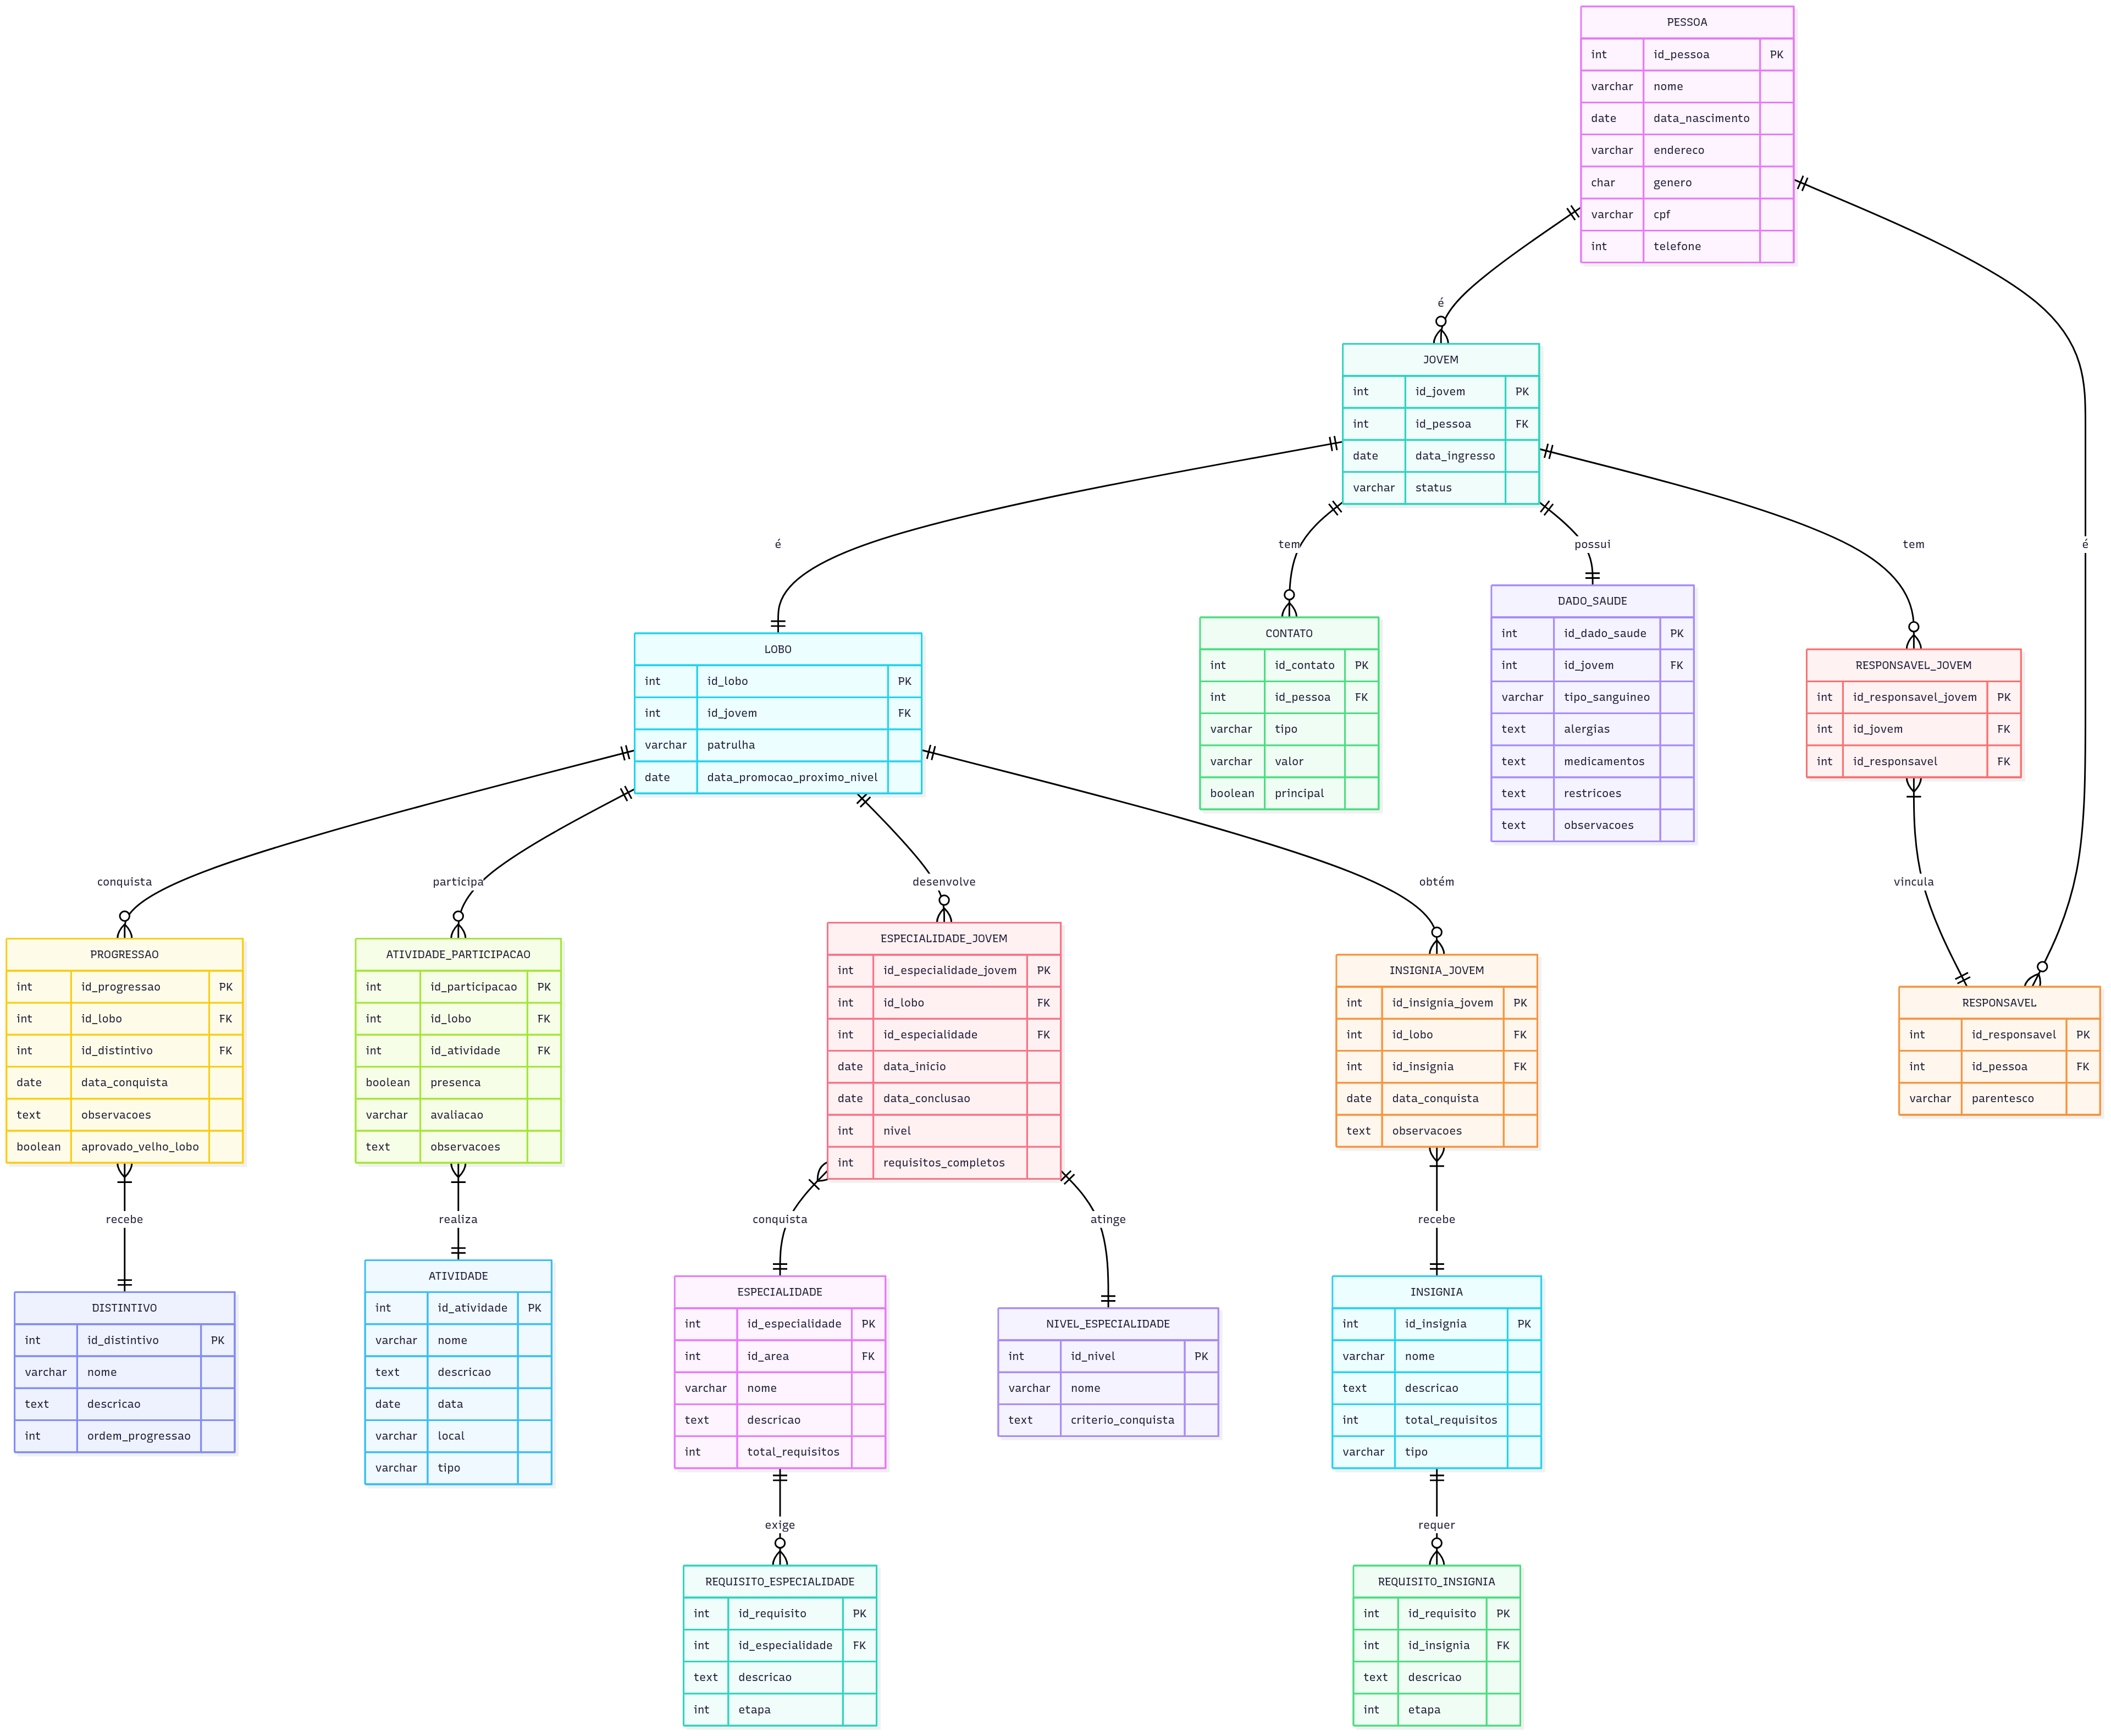 PESSOA
int id_pessoa PK
varchar nome
date data_nascimento
varchar endereco
char genero
varchar cpf
int telefone
é
JOVEM
int id_jovem PK
int id_pessoa FK
date data_ingresso
varchar status
é
tem
possui
tem
é
LOBO
int id_lobo PK
int id_jovem FK
varchar patrulha
date data_promocao_proximo_nivel
CONTATO
int id_contato PK
int id_pessoa FK
varchar tipo
varchar valor
boolean principal
DADO_SAUDE
int id_dado_saude PK
int id_jovem FK
varchar tipo_sanguineo
text alergias
text medicamentos
text restricoes
text observacoes
RESPONSAVEL_JOVEM
int id_responsavel_jovem PK
int id_jovem FK
int id_responsavel FK
conquista
participa
desenvolve
obtém
vincula
PROGRESSAO
int id_progressao PK
int id_lobo FK
int id_distintivo FK
date data_conquista
text observacoes
boolean aprovado_velho_lobo
ATIVIDADE_PARTICIPACAO
int id_participacao PK
int id_lobo FK
int id_atividade FK
boolean presenca
varchar avaliacao
text observacoes
ESPECIALIDADE_JOVEM
int id_especialidade_jovem PK
int id_lobo FK
int id_especialidade FK
date data_inicio
date data_conclusao
int nivel
int requisitos_completos
INSIGNIA_JOVEM
int id_insignia_jovem PK
int id_lobo FK
int id_insignia FK
date data_conquista
text observacoes
RESPONSAVEL
int id_responsavel PK
int id_pessoa FK
varchar parentesco
recebe
realiza
conquista
atinge
recebe
DISTINTIVO
int id_distintivo PK
varchar nome
text descricao
int ordem_progressao
ATIVIDADE
int id_atividade PK
varchar nome
text descricao
date data
varchar local
varchar tipo
ESPECIALIDADE
int id_especialidade PK
int id_area FK
varchar nome
text descricao
int total_requisitos
NIVEL_ESPECIALIDADE
int id_nivel PK
varchar nome
text criterio_conquista
INSIGNIA
int id_insignia PK
varchar nome
text descricao
int total_requisitos
varchar tipo
exige
requer
REQUISITO_ESPECIALIDADE
int id_requisito PK
int id_especialidade FK
text descricao
int etapa
REQUISITO_INSIGNIA
int id_requisito PK
int id_insignia FK
text descricao
int etapa